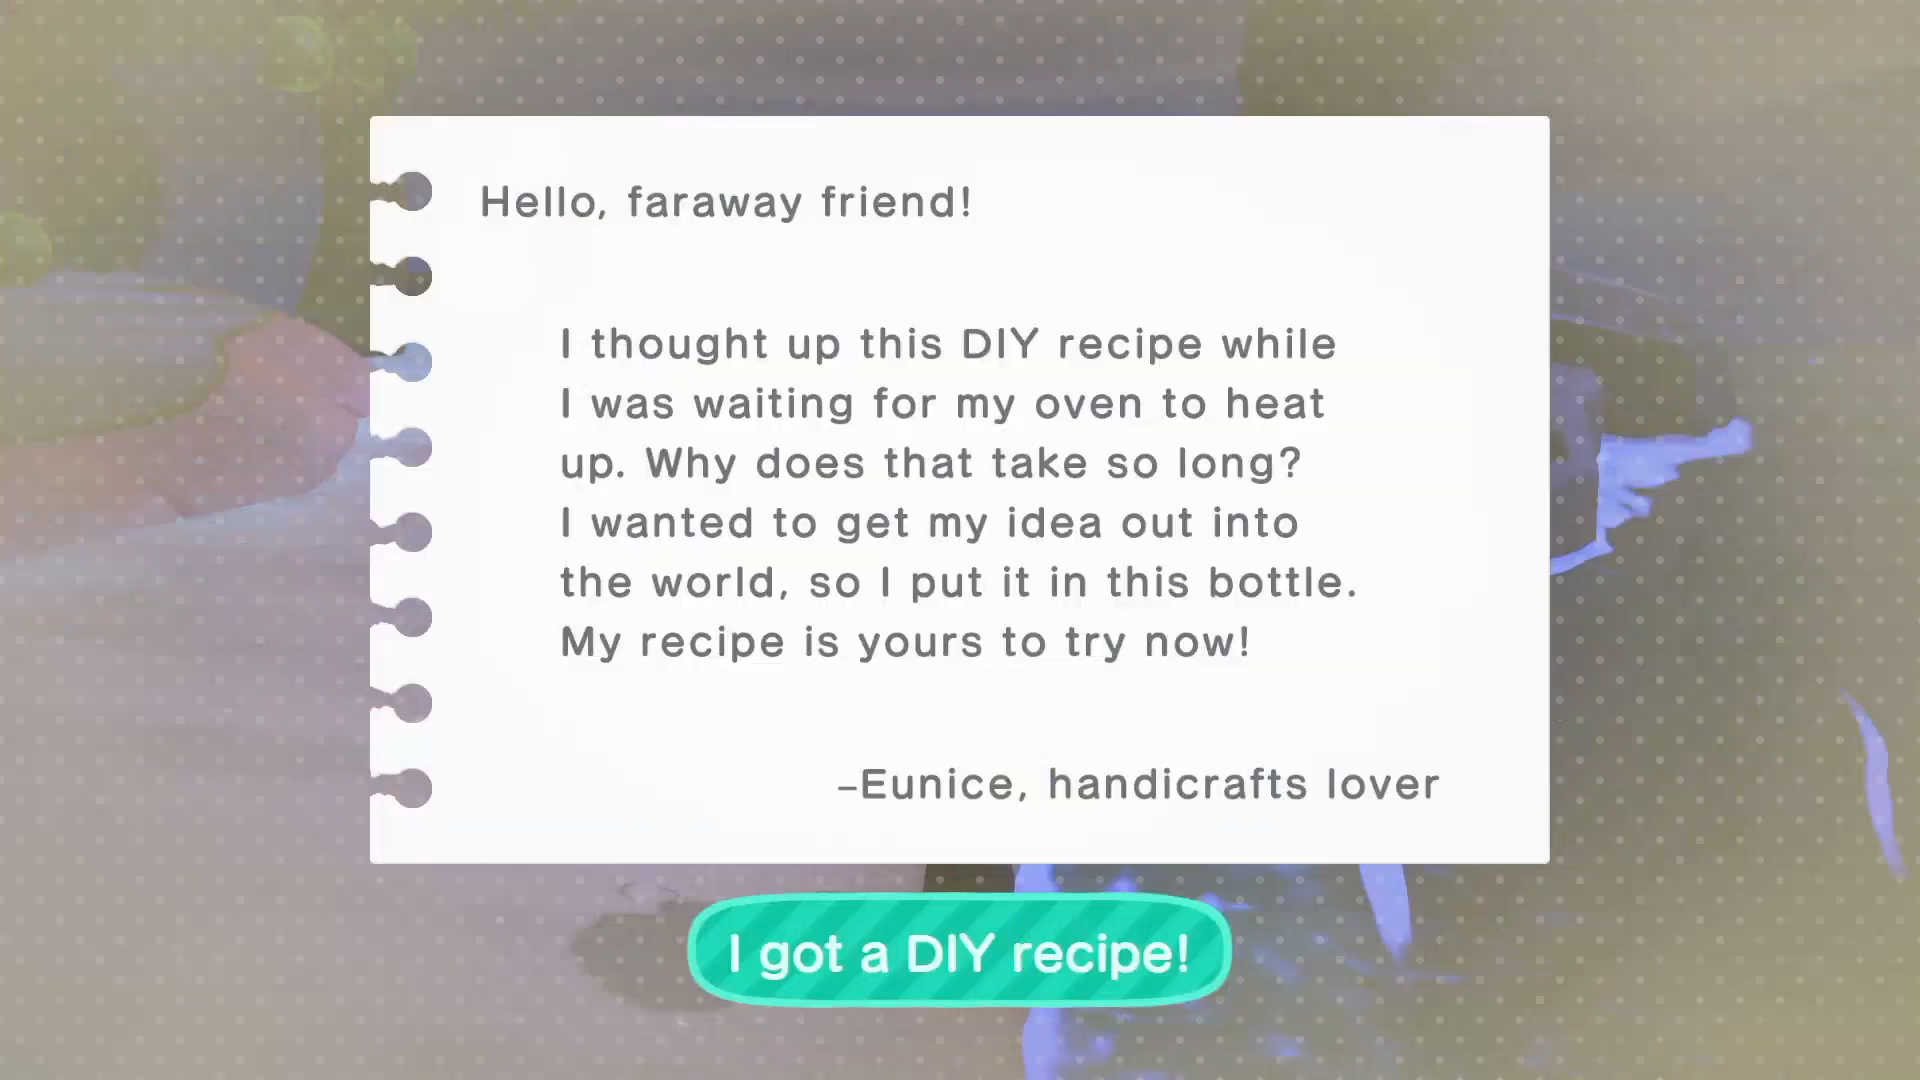 Hello, faraway friend!
I thought up this DIY recipe while
I was waiting for my oven to heat
up. Why does that take so long?
I wanted to get my idea out into
the world, so I put it in this bottle.
My recipe is yours to try now!
–Eunice, handicrafts lover
I got a DIY recipe!